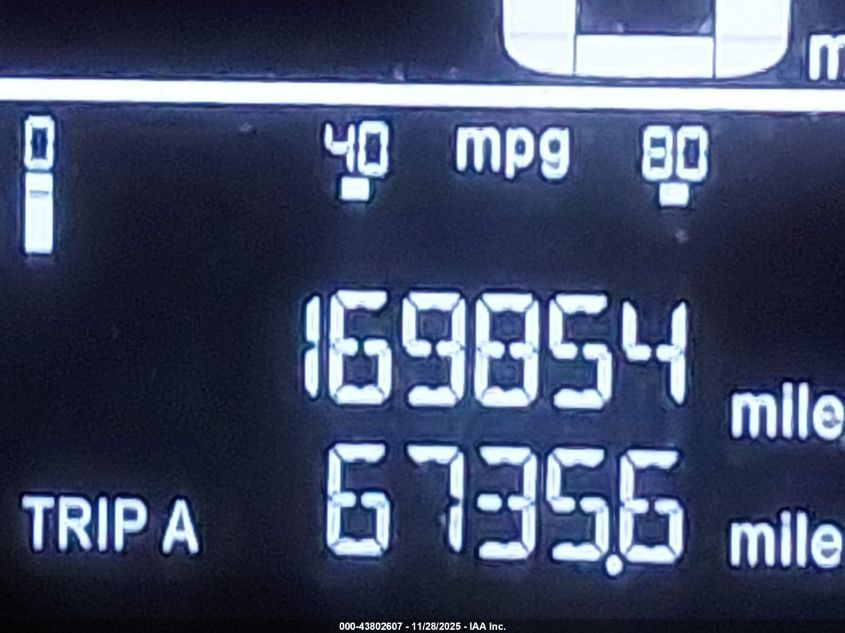 0 40 mpg 80
169854
mile
TRIP A 6735.6 mile
000-43802607 - 11/28/2025 - IAA Inc.